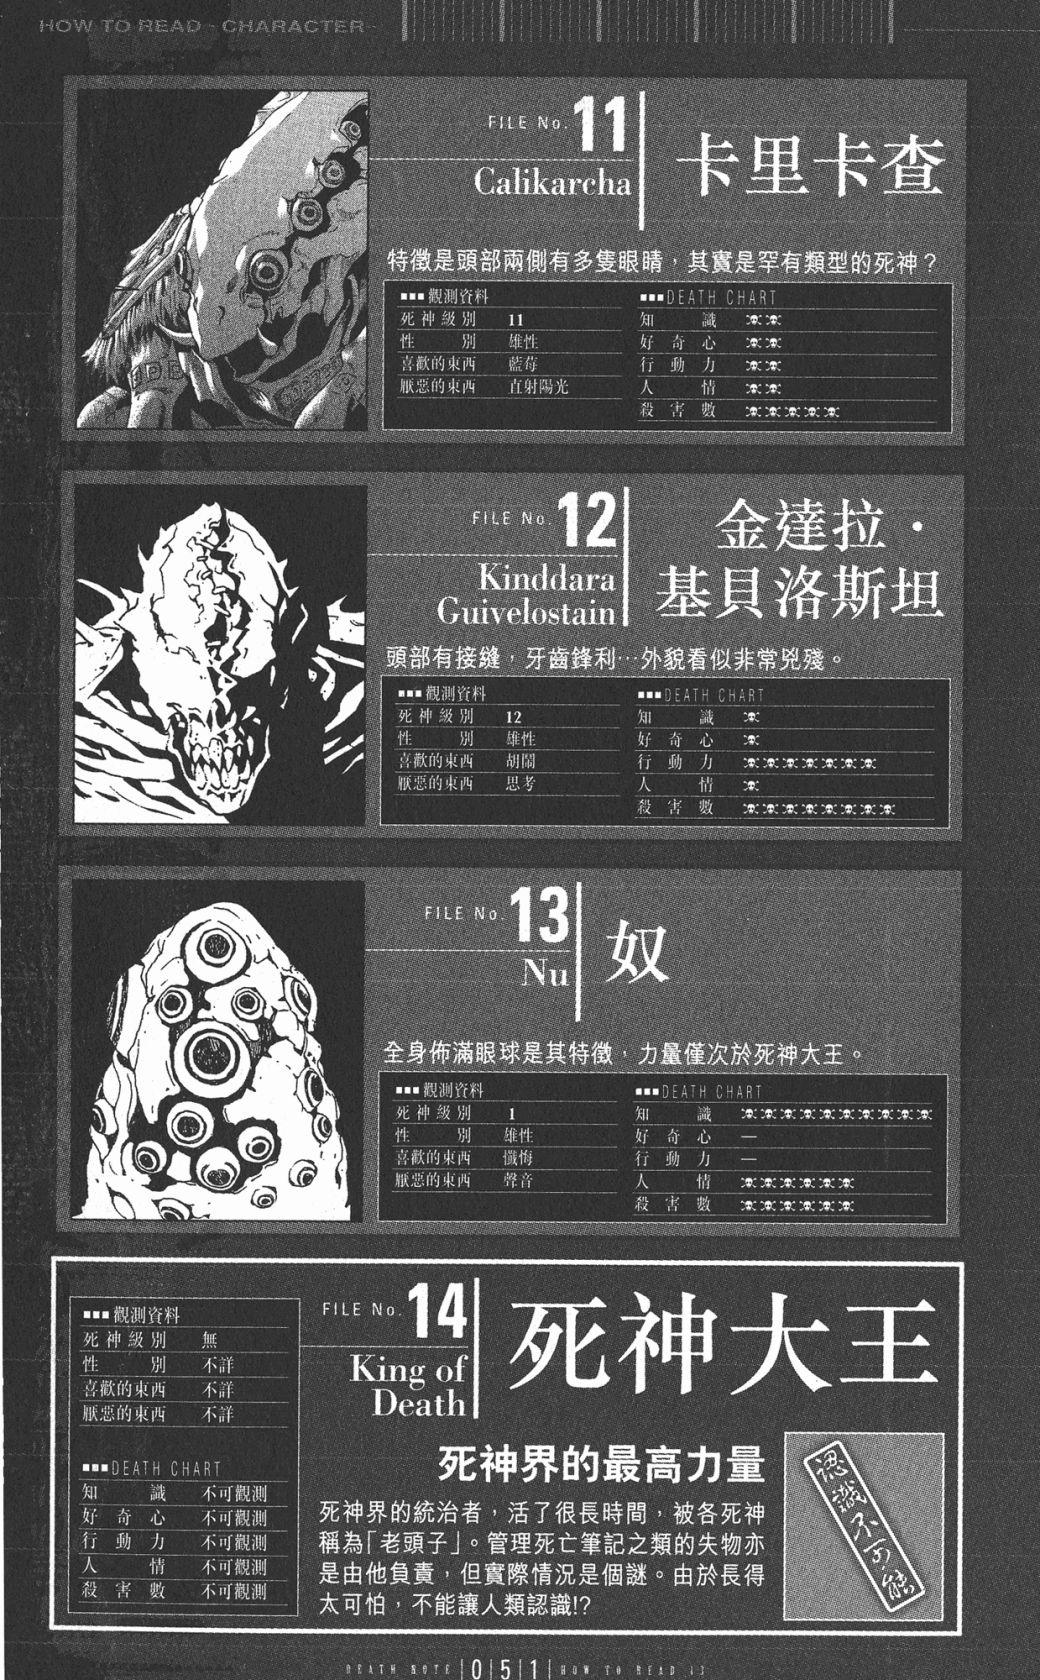 HOW TO READ - CHARACTER -
FILE No. 11
Calikarcha
卡里卡查
特徵是頭部兩側有多隻眼睛，其實是罕有類型的死神？
■■■觀測資料
死神級別 11
性別 雄性
喜歡的東西 藍莓
厭惡的東西 直射陽光
■■■DEATH CHART
知識 ☠☠
好奇心 ☠☠
行動力 ☠☠
人情 ☠☠
殺害數 ☠☠☠☠☠
FILE No. 12
Kinddara
Guivelostain
金達拉·
基貝洛斯坦
頭部有接縫，牙齒鋒利…外貌看似非常兇殘。
■■■觀測資料
死神級別 12
性別 雄性
喜歡的東西 胡鬧
厭惡的東西 思考
■■■DEATH CHART
知識 ☠
好奇心 ☠
行動力 ☠☠☠☠☠☠☠
人情 ☠
殺害數 ☠☠☠☠☠☠☠☠
FILE No. 13
Nu
奴
全身佈滿眼球是其特徵，力量僅次於死神大王。
■■■觀測資料
死神級別 1
性別 雄性
喜歡的東西 懺悔
厭惡的東西 聲音
■■■DEATH CHART
知識 ☠☠☠☠☠☠☠☠☠☠
好奇心 —
行動力 —
人情 ☠☠☠☠☠☠
殺害數 ☠☠☠☠☠☠
FILE No. 14
King of
Death
死神大王
■■■觀測資料
死神級別 無
性別 不詳
喜歡的東西 不詳
厭惡的東西 不詳
■■■DEATH CHART
知識 不可觀測
好奇心 不可觀測
行動力 不可觀測
人情 不可觀測
殺害數 不可觀測
死神界的最高力量
死神界的統治者，活了很長時間，被各死神
稱為「老頭子」。管理死亡筆記之類的失物亦
是由他負責，但實際情況是個謎。由於長得
太可怕，不能讓人類認識!?
認識不可能
DEATH NOTE |0|5|1| HOW TO READ 13